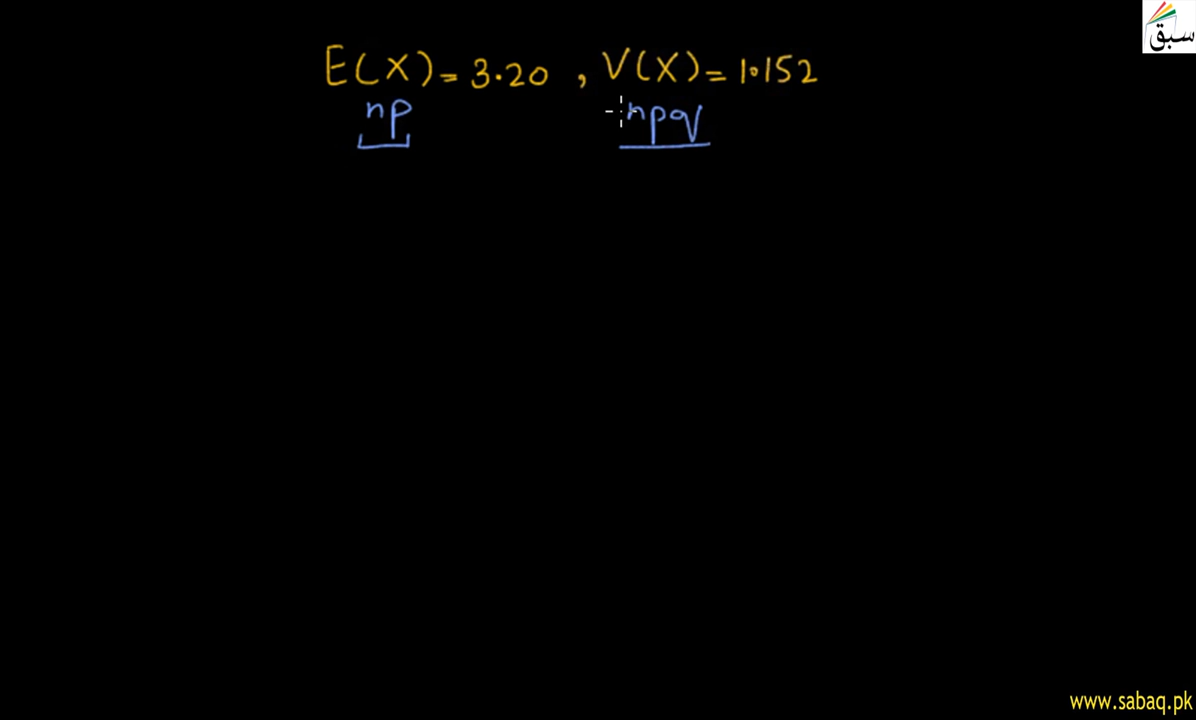 سبق
E(X) = 3.20 , V(X) = 1.152
np npq
www.sabaq.pk